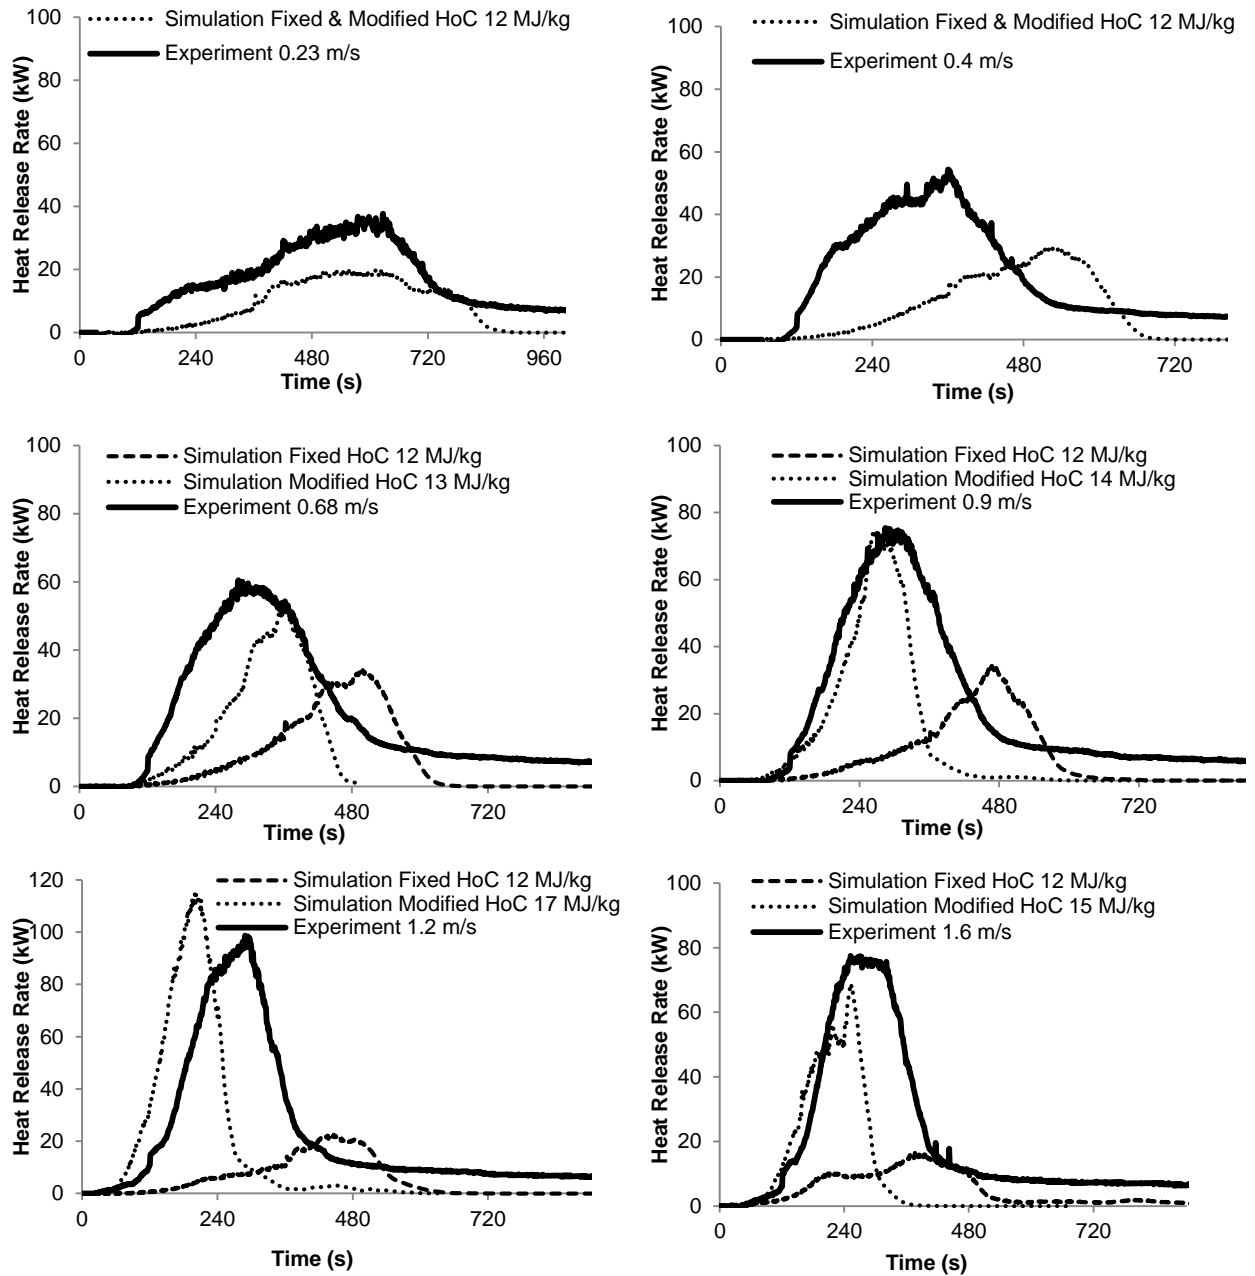 Simulation Fixed & Modified HoC 12 MJ/kg
Experiment 0.23 m/s
Heat Release Rate (kW)
100
80
60
40
20
0
0 240 480 720 960
Time (s)
Simulation Fixed & Modified HoC 12 MJ/kg
Experiment 0.4 m/s
Heat Release Rate (kW)
100
80
60
40
20
0
0 240 480 720
Time (s)
Simulation Fixed HoC 12 MJ/kg
Simulation Modified HoC 13 MJ/kg
Experiment 0.68 m/s
Heat Release Rate (kW)
100
80
60
40
20
0
0 240 480 720
Time (s)
Simulation Fixed HoC 12 MJ/kg
Simulation Modified HoC 14 MJ/kg
Experiment 0.9 m/s
Heat Release Rate (kW)
100
80
60
40
20
0
0 240 480 720
Time (s)
Simulation Fixed HoC 12 MJ/kg
Simulation Modified HoC 17 MJ/kg
Experiment 1.2 m/s
Heat Release Rate (kW)
120
100
80
60
40
20
0
0 240 480 720
Time (s)
Simulation Fixed HoC 12 MJ/kg
Simulation Modified HoC 15 MJ/kg
Experiment 1.6 m/s
Heat Release Rate (kW)
100
80
60
40
20
0
0 240 480 720
Time (s)